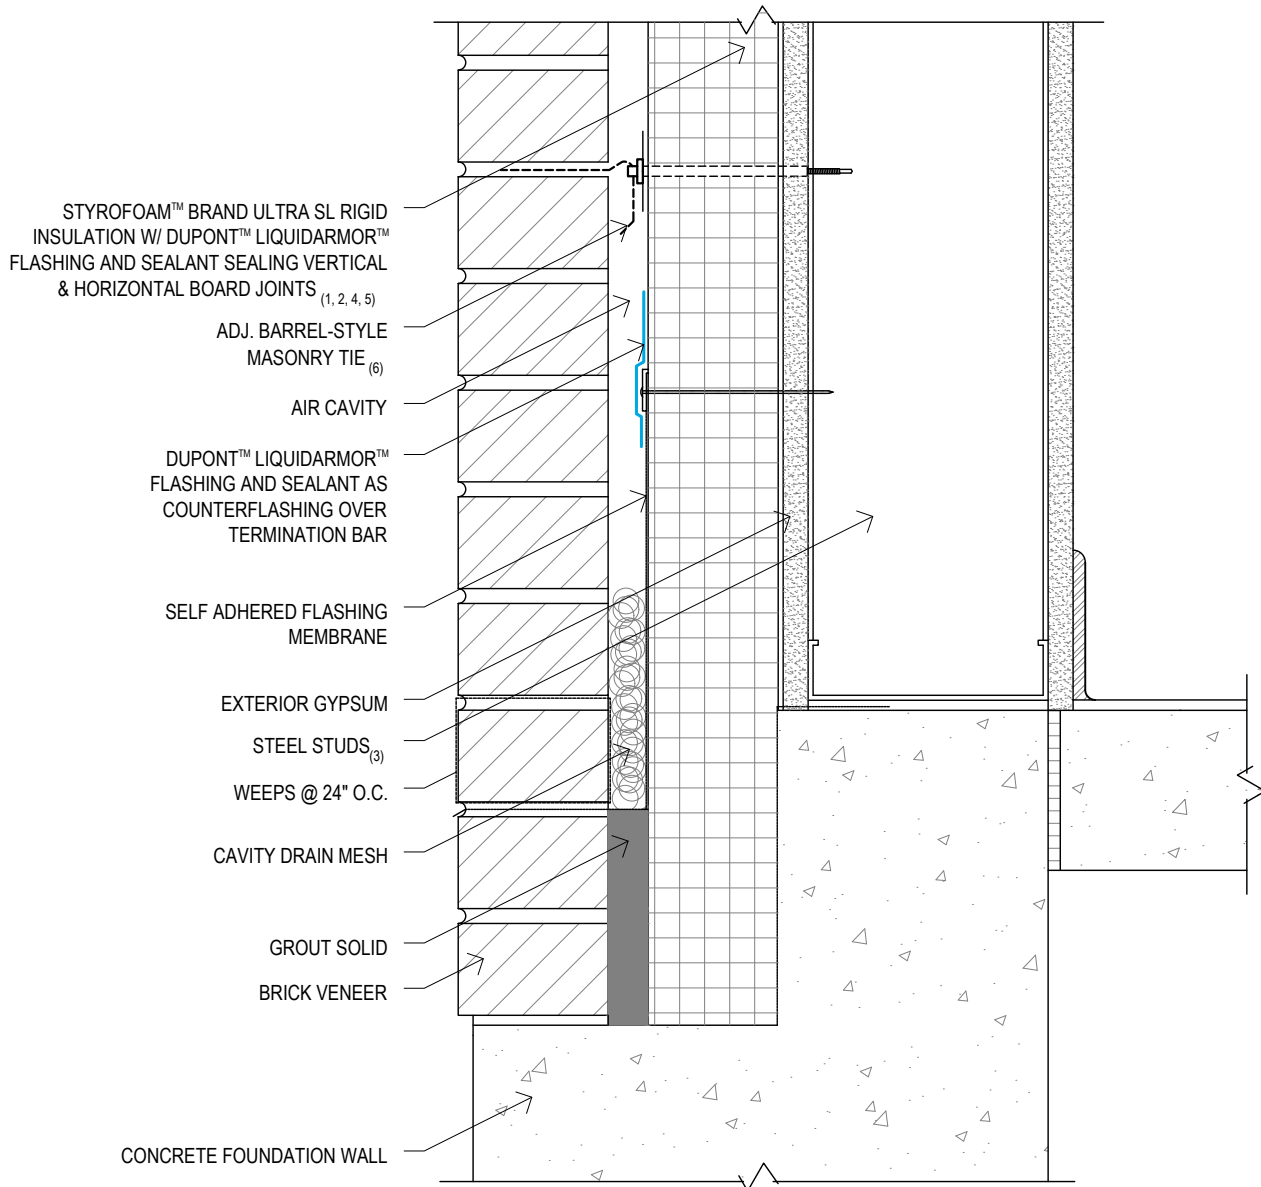 STYROFOAM™ BRAND ULTRA SL RIGID
INSULATION W/ DUPONT™ LIQUIDARMOR™
FLASHING AND SEALANT SEALING VERTICAL
& HORIZONTAL BOARD JOINTS (1, 2, 4, 5)
ADJ. BARREL-STYLE
MASONRY TIE (6)
AIR CAVITY
DUPONT™ LIQUIDARMOR™
FLASHING AND SEALANT AS
COUNTERFLASHING OVER
TERMINATION BAR
SELF ADHERED FLASHING
MEMBRANE
EXTERIOR GYPSUM
STEEL STUDS(3)
WEEPS @ 24" O.C.
CAVITY DRAIN MESH
GROUT SOLID
BRICK VENEER
CONCRETE FOUNDATION WALL